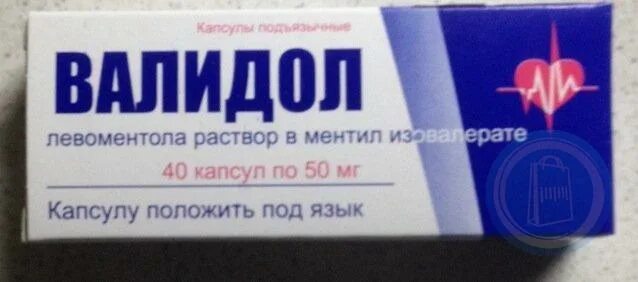 Капсулы подъязычные
ВАЛИДОЛ
левоментола раствор в ментил изовалерате
40 капсул по 50 мг
Капсулу положить под язык